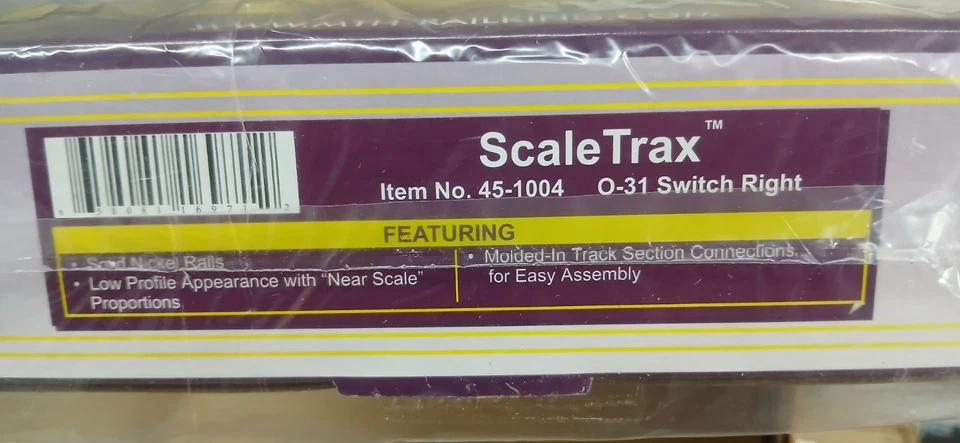 ScaleTrax™
Item No. 45-1004 O-31 Switch Right
FEATURING
• Solid Nickel Rails
• Low Profile Appearance with "Near Scale"
Proportions
• Molded-In Track Section Connections
for Easy Assembly